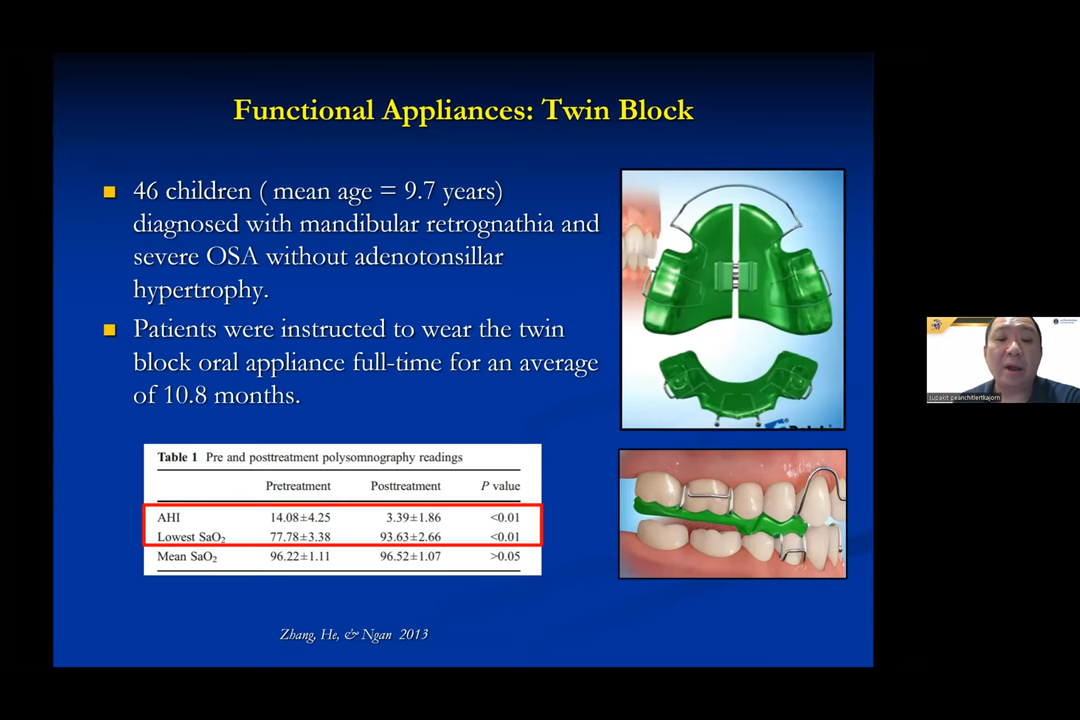 Functional Appliances: Twin Block
46 children ( mean age = 9.7 years)
diagnosed with mandibular retrognathia and
severe OSA without adenotonsillar
hypertrophy.
Patients were instructed to wear the twin
block oral appliance full-time for an average
of 10.8 months.
Table 1 Pre and posttreatment polysomnography readings
Pretreatment Posttreatment P value
AHI 14.08±4.25 3.39±1.86 <0.01
Lowest SaO₂ 77.78±3.38 93.63±2.66 <0.01
Mean SaO₂ 96.22±1.11 96.52±1.07 >0.05
Zhang, He, & Ngan 2013
supakit peanchitlertkajorn